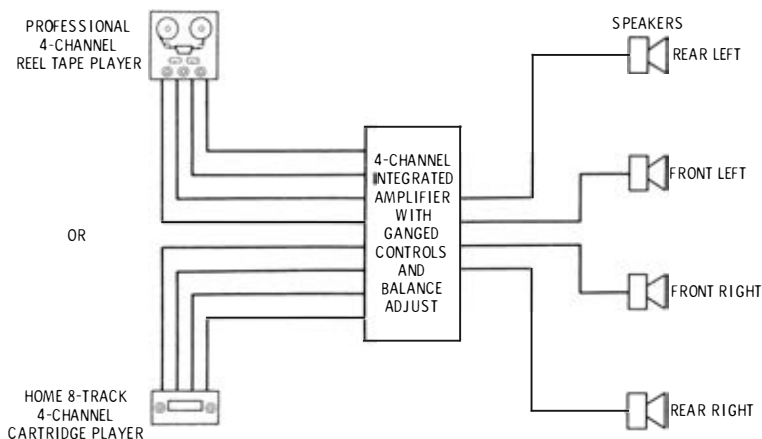 PROFESSIONAL
4-CHANNEL
REEL TAPE PLAYER
SPEAKERS
REAR LEFT
4-CHANNEL
INTEGRATED
AMPLIFIER
WITH
GANGED
CONTROLS
AND
BALANCE
ADJUST
FRONT LEFT
OR
FRONT RIGHT
HOME 8-TRACK
4-CHANNEL
CARTRIDGE PLAYER
REAR RIGHT